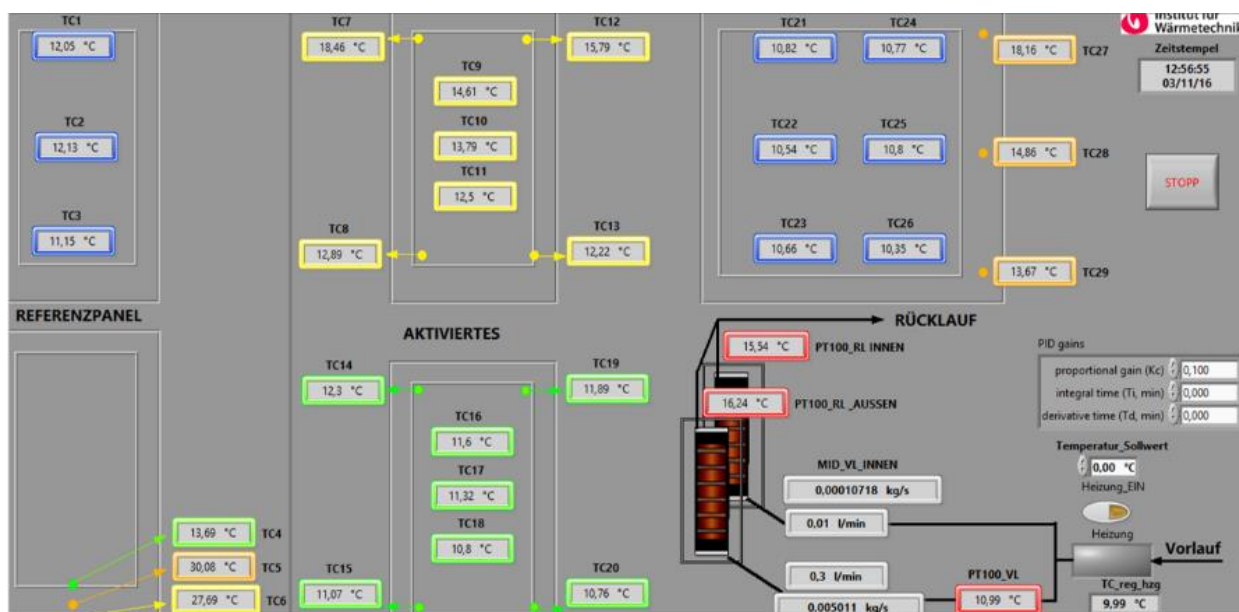 TC1
12,05 °C
TC7
18,46 °C
TC12
15,79 °C
TC21
10,82 °C
TC24
10,77 °C
18,16 °C TC27
Institut für
Wärmetechnik
Zeitstempel
12:56:55
03/11/16
TC9
14,61 °C
TC2
12,13 °C
TC10
13,79 °C
TC22
10,54 °C
TC25
10,8 °C
14,86 °C TC28
TC11
12,5 °C
STOPP
TC3
11,15 °C
TC8
12,89 °C
TC13
12,22 °C
TC23
10,66 °C
TC26
10,35 °C
13,67 °C TC29
REFERENZPANEL
AKTIVIERTES
RÜCKLAUF
15,54 °C PT100_RL INNEN
16,24 °C PT100_RL _AUSSEN
PID gains
proportional gain (Kc) 0,100
integral time (Ti, min) 0,000
derivative time (Td, min) 0,000
TC14
12,3 °C
TC19
11,89 °C
TC16
11,6 °C
TC17
11,32 °C
TC18
10,8 °C
Temperatur_Sollwert
0,00 °C
Heizung_EIN
Heizung
MID_VL_INNEN
0,00010718 kg/s
0,01 l/min
Vorlauf
13,69 °C TC4
30,08 °C TC5
27,69 °C TC6
TC15
11,07 °C
TC20
10,76 °C
0,3 l/min
0,005011 kg/s
PT100_VL
10,99 °C
TC_reg_hzg
9,99 °C